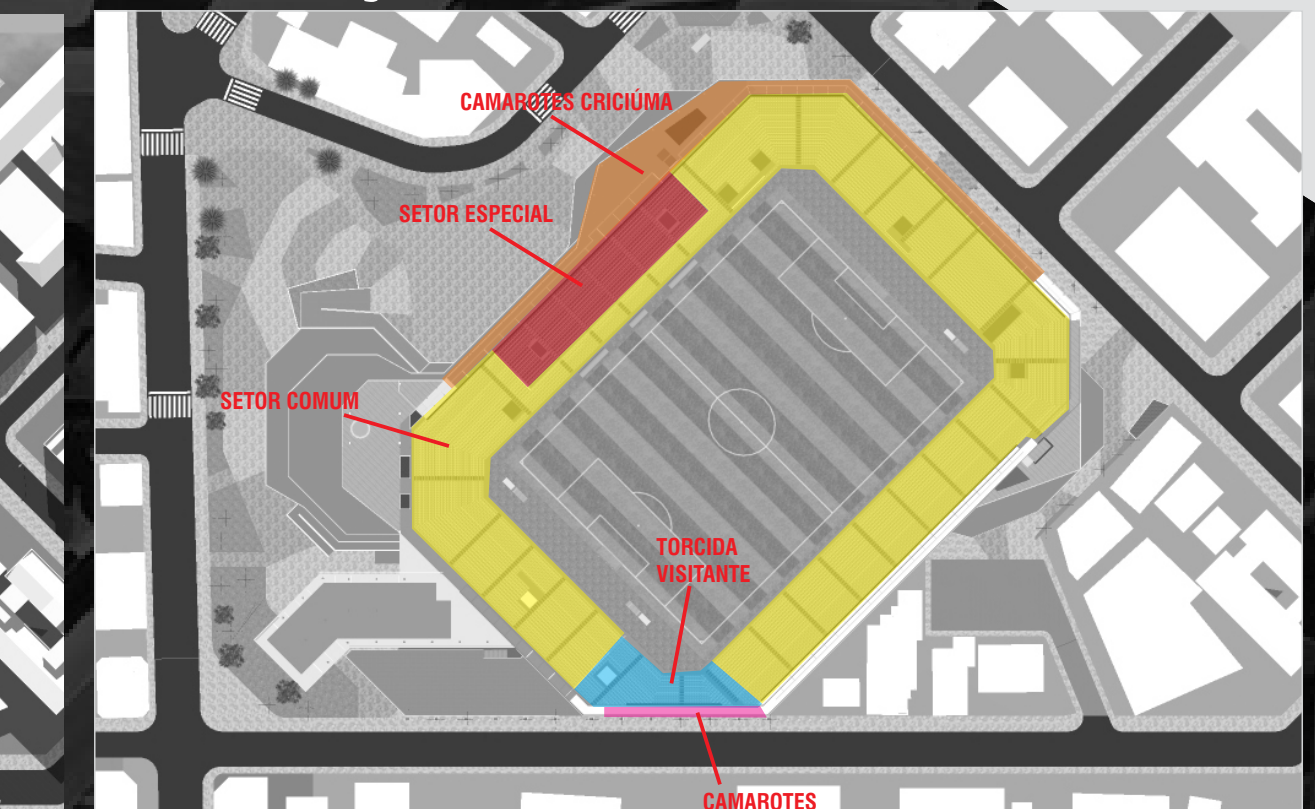 CAMAROTES CRICIÚMA
SETOR ESPECIAL
SETOR COMUM
TORCIDA
VISITANTE
CAMAROTES